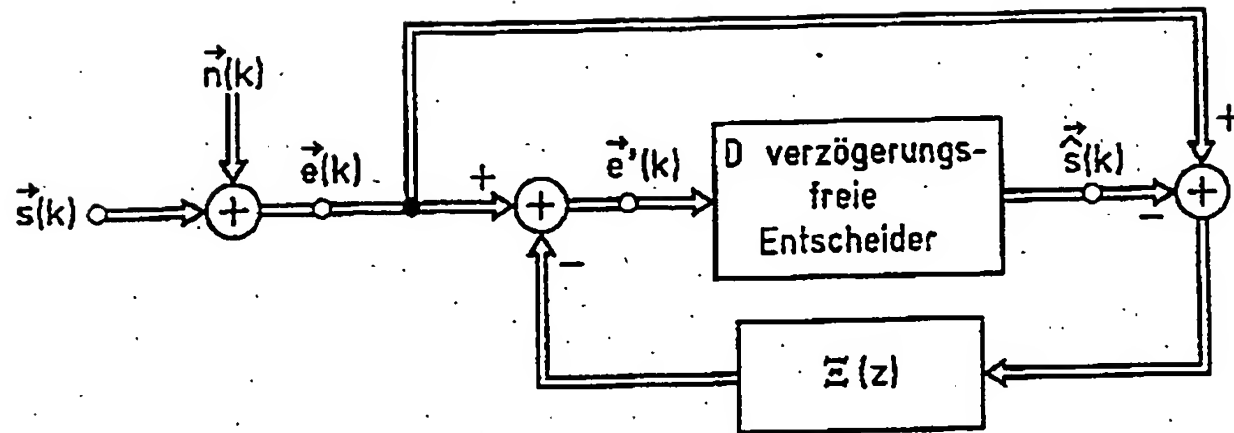 n⃗(k)
+
s⃗(k)
+
e⃗(k)
+
+
−
e⃗'(k)
D verzögerungs-
freie
Entscheider
ŝ⃗(k)
−
+
Ξ(z)